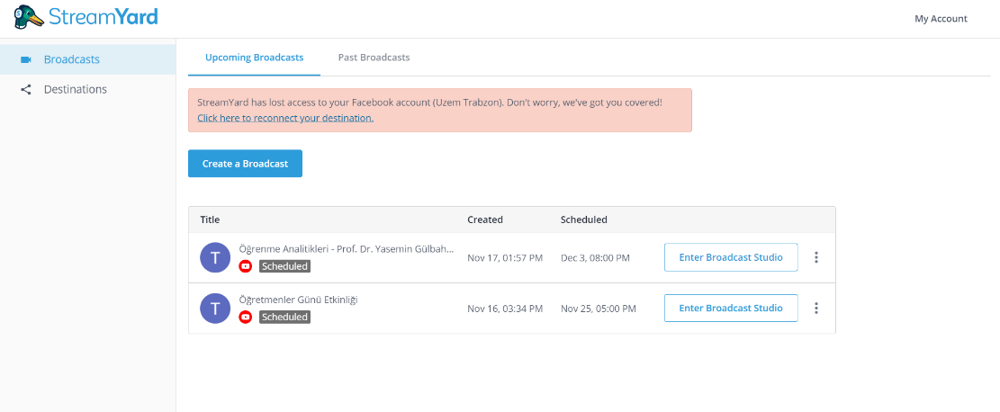 StreamYard
My Account
Broadcasts
Destinations
Upcoming Broadcasts
Past Broadcasts
StreamYard has lost access to your Facebook account (Uzem Trabzon). Don't worry, we've got you covered!
Click here to reconnect your destination.
Create a Broadcast
Title Created Scheduled
T
Öğrenme Analitikleri - Prof. Dr. Yasemin Gülbah...
Scheduled
Nov 17, 01:57 PM
Dec 3, 08:00 PM
Enter Broadcast Studio
T
Öğretmenler Günü Etkinliği
Scheduled
Nov 16, 03:34 PM
Nov 25, 05:00 PM
Enter Broadcast Studio